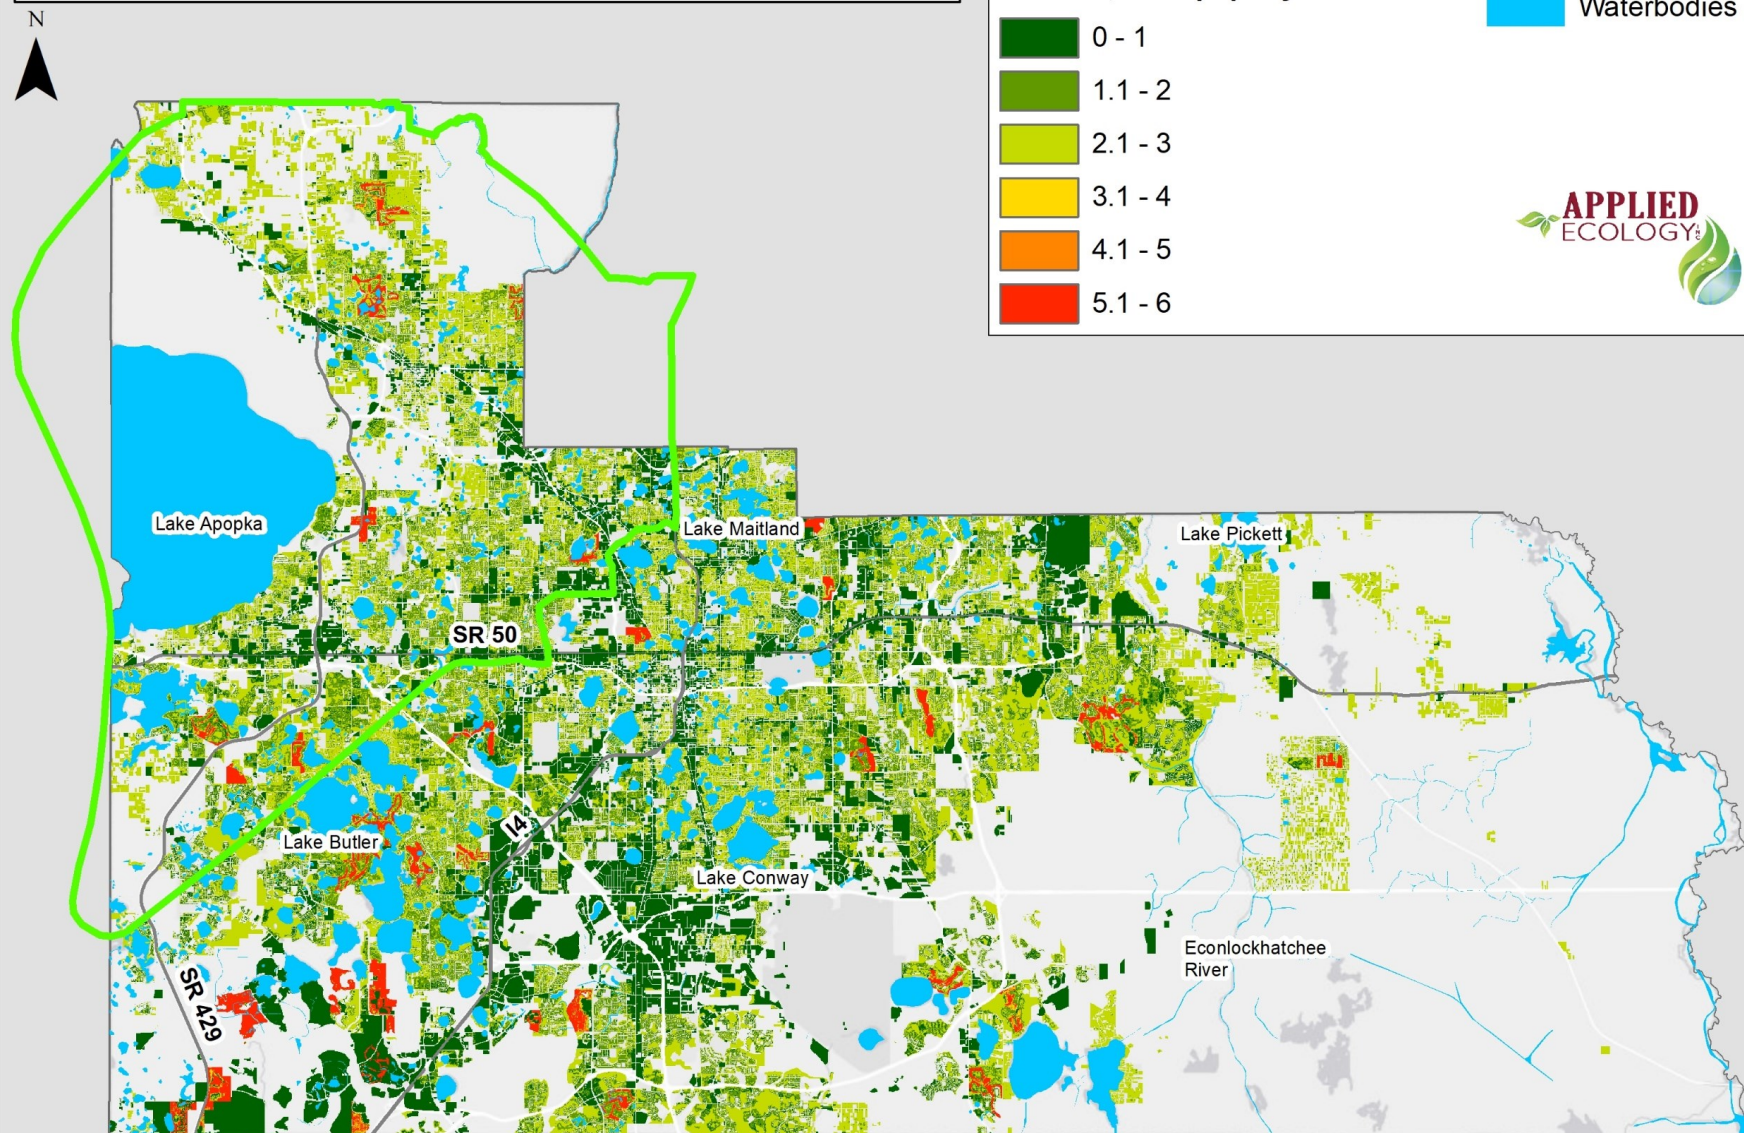 N
Waterbodies
0 - 1
1.1 - 2
2.1 - 3
3.1 - 4
4.1 - 5
5.1 - 6
APPLIED
ECOLOGY
INC
Lake Apopka
Lake Maitland
Lake Pickett
SR 50
Lake Butler
I4
Lake Conway
Econlockhatchee
River
SR 429